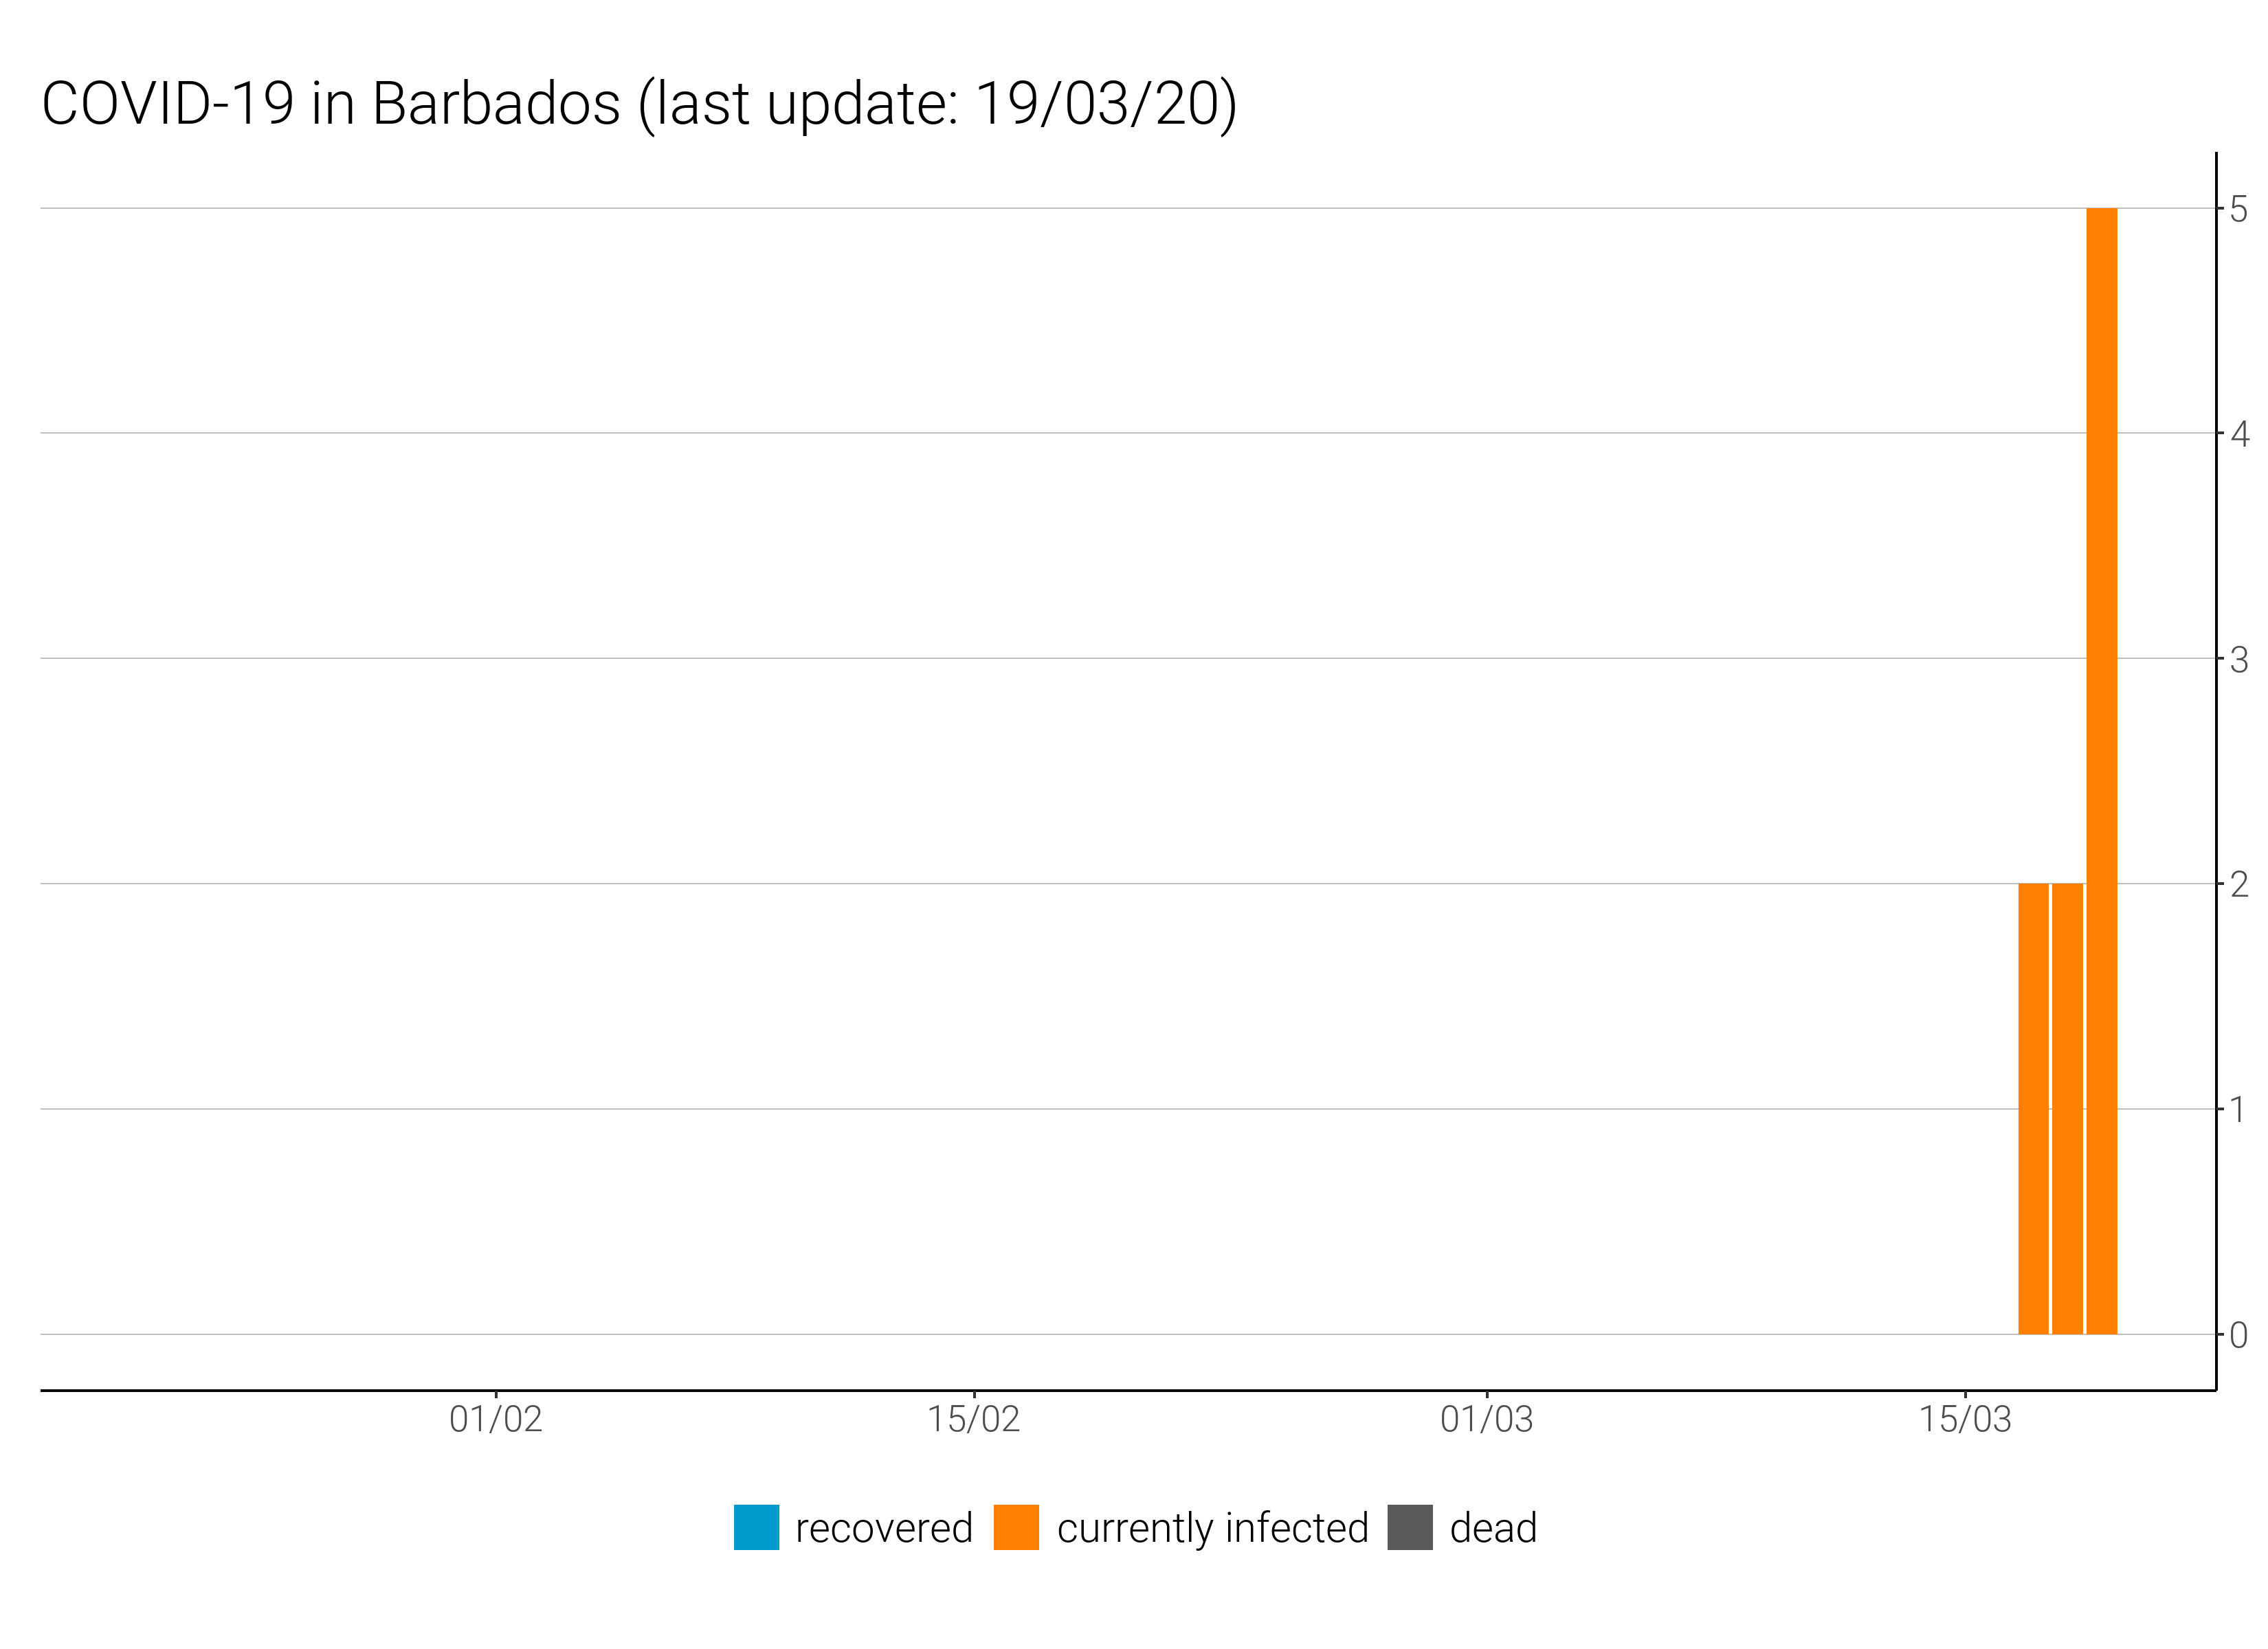 COVID-19 in Barbados (last update: 19/03/20)
5
4
3
2
1
0
01/02 15/02 01/03 15/03
recovered currently infected dead